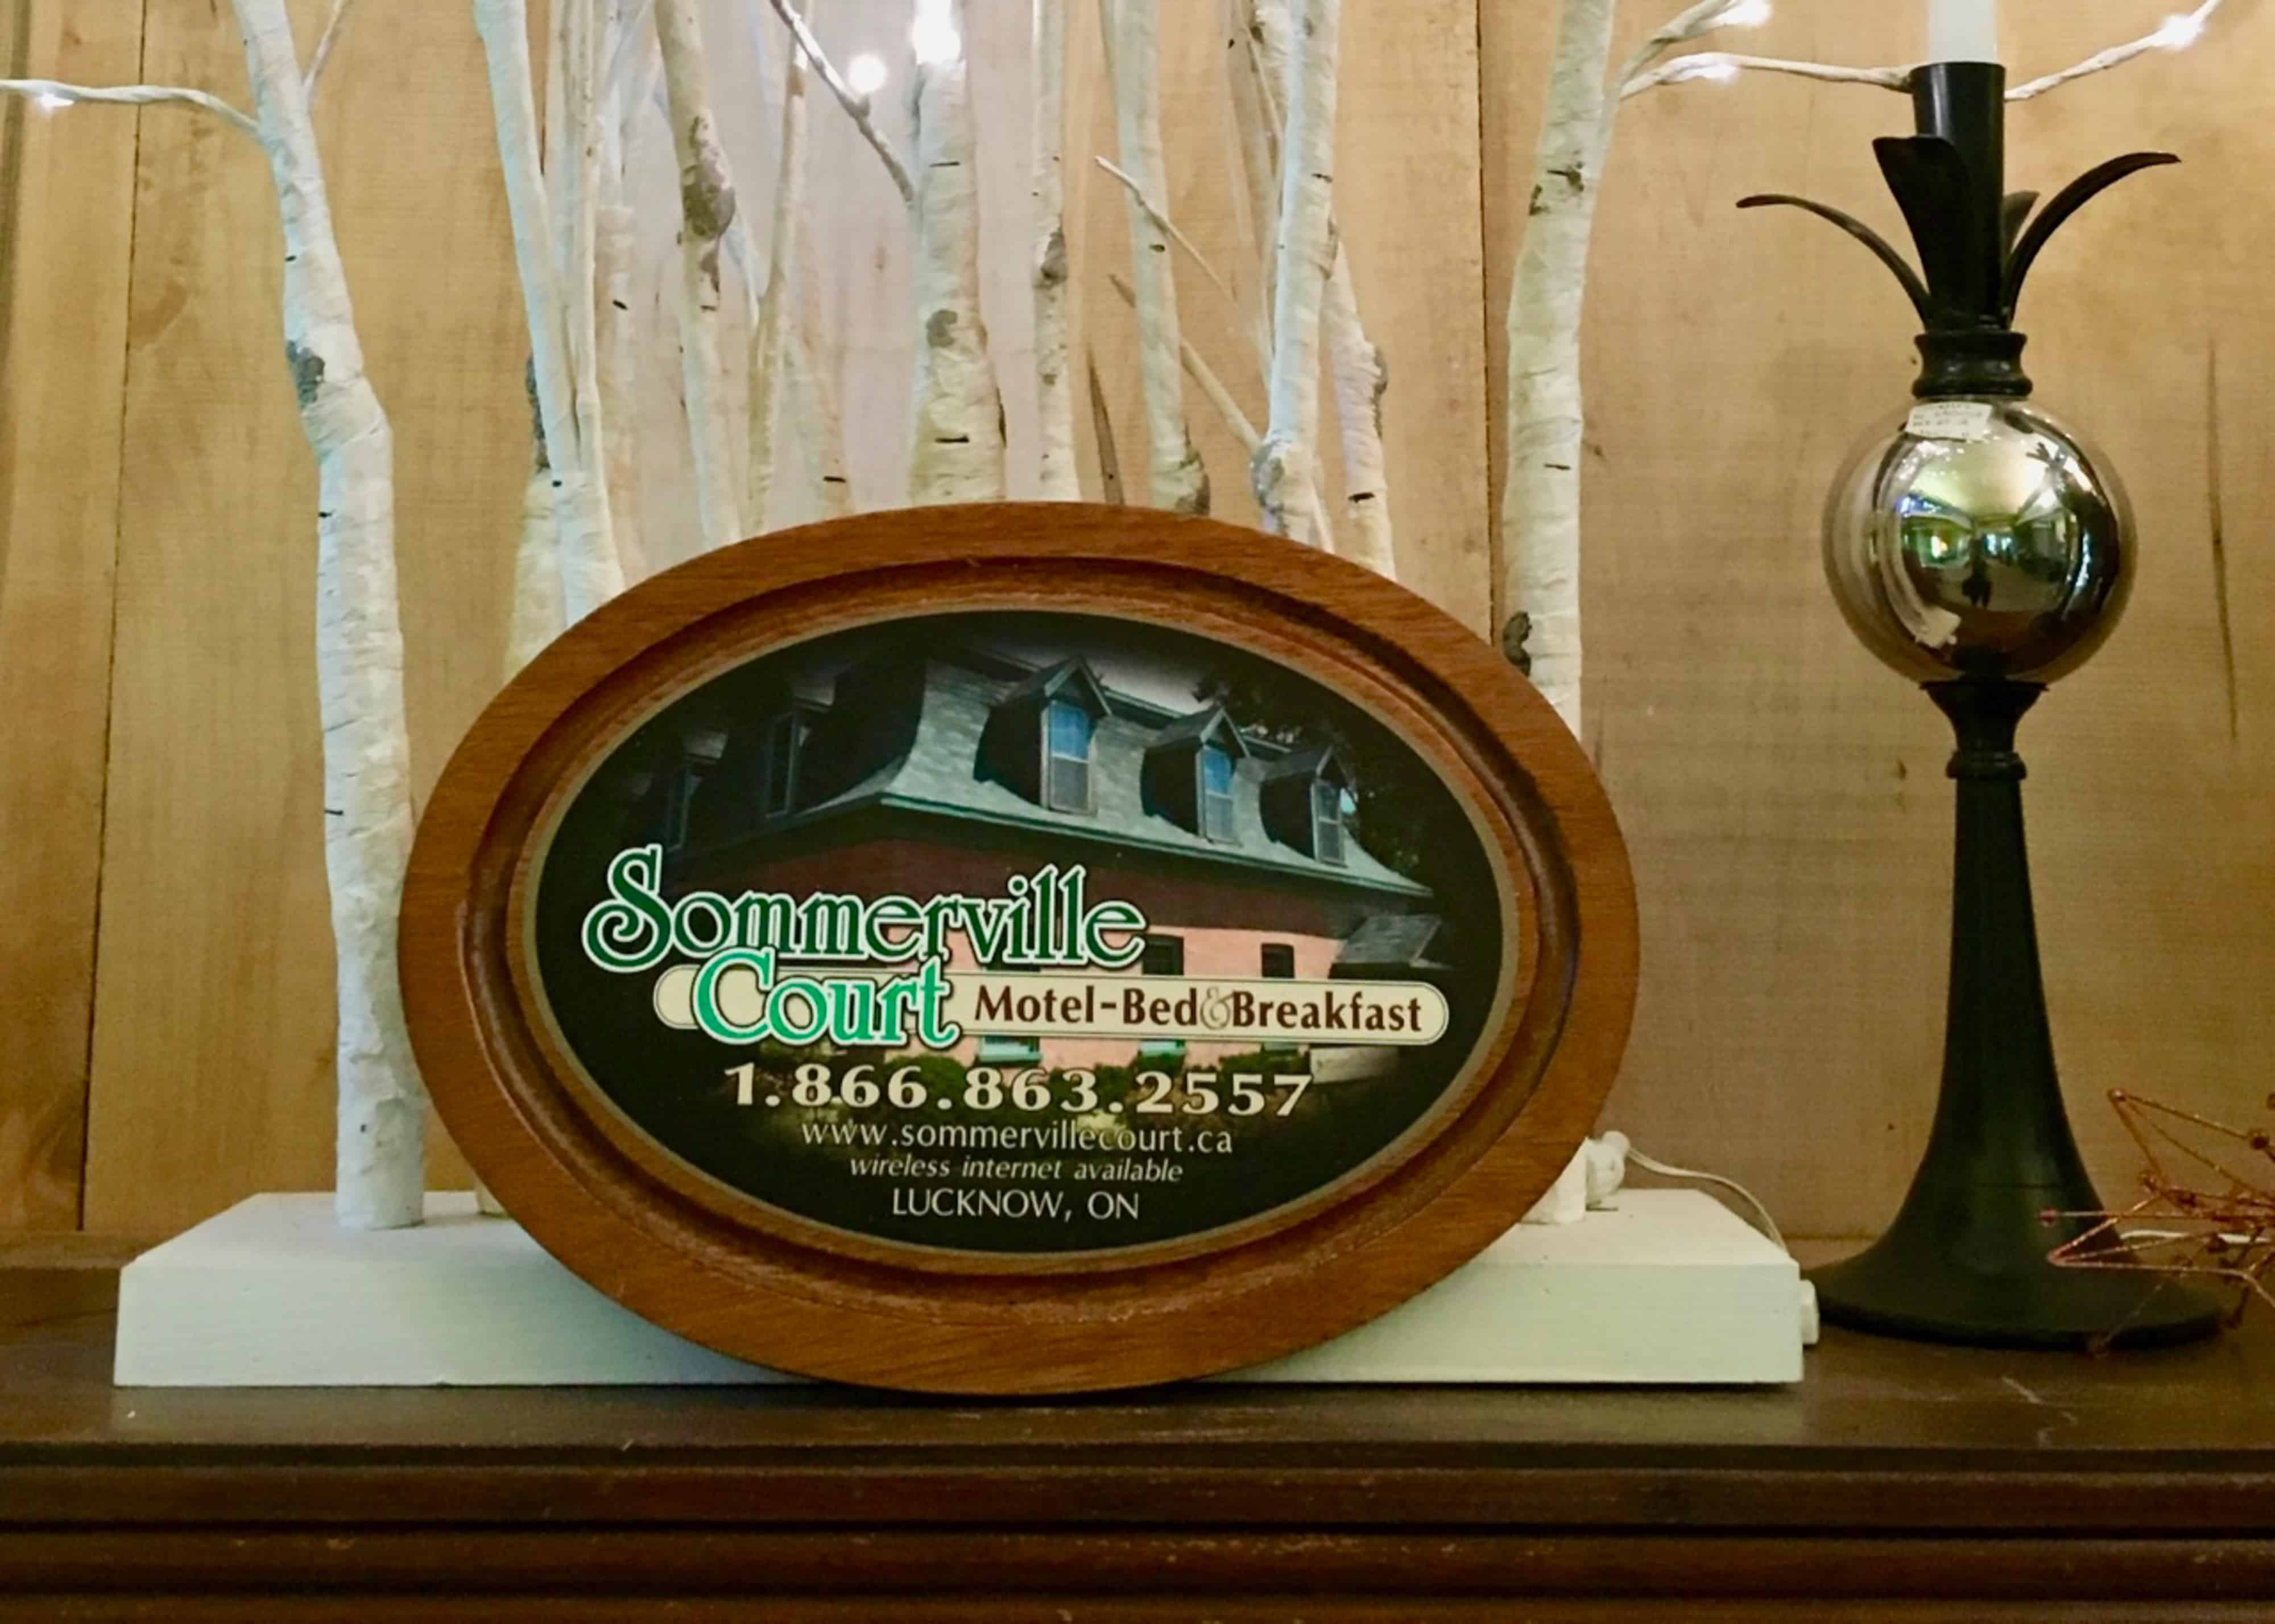 Sommerville
Court Motel-Bed & Breakfast
1.866.863.2557
www.sommervillecourt.ca
wireless internet available
LUCKNOW, ON